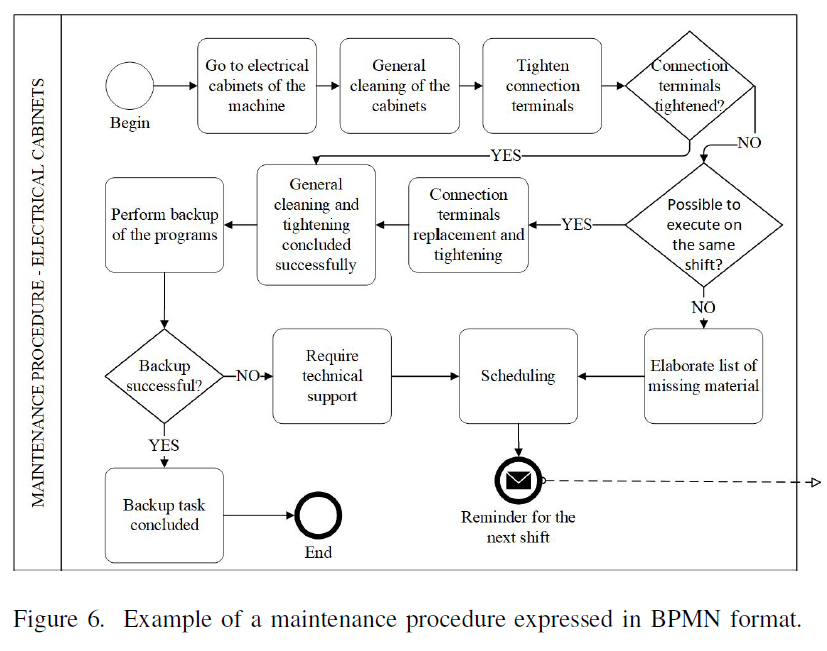 MAINTENANCE PROCEDURE - ELECTRICAL CABINETS
Begin
Go to electrical
cabinets of the
machine
General
cleaning of the
cabinets
Tighten
connection
terminals
Connection
terminals
tightened?
NO
YES
Perform backup
of the programs
General
cleaning and
tightening
concluded
successfully
Connection
terminals
replacement and
tightening
YES
Possible to
execute on
the same
shift?
NO
Backup
successful?
NO
Require
technical
support
Scheduling
Elaborate list of
missing material
YES
Backup task
concluded
End
Reminder for the
next shift
Figure 6. Example of a maintenance procedure expressed in BPMN format.